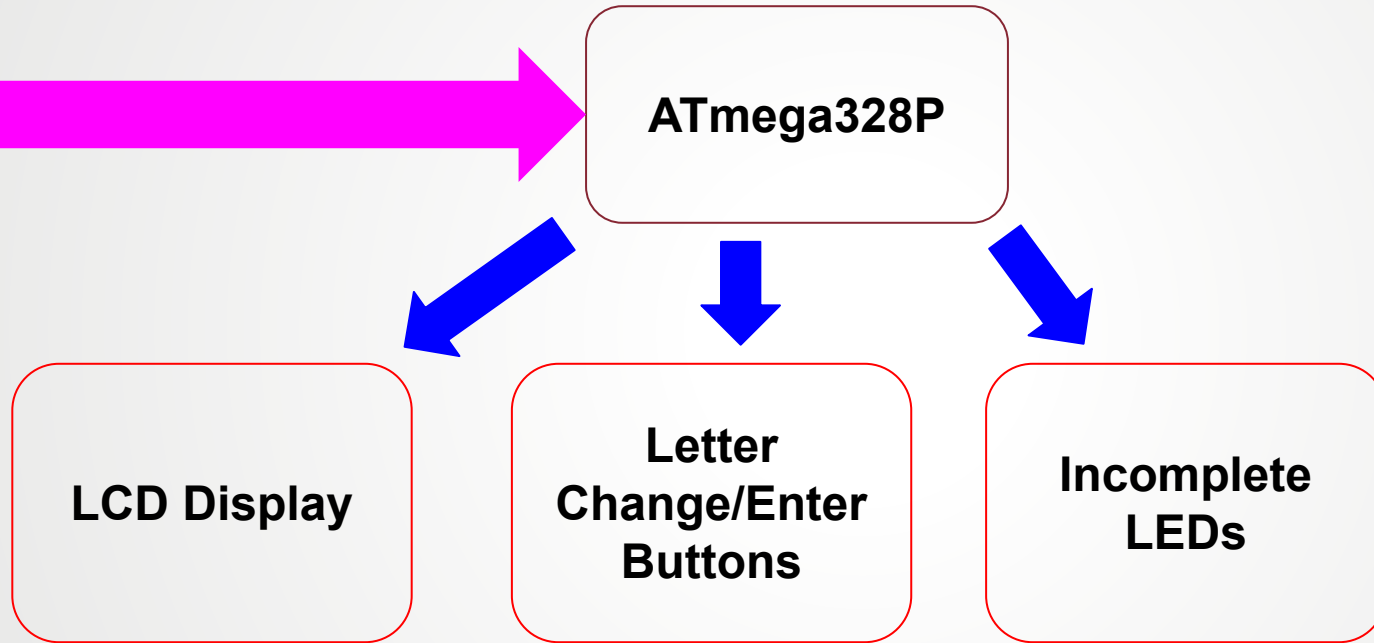 ATmega328P
LCD Display
Letter
Change/Enter
Buttons
Incomplete
LEDs